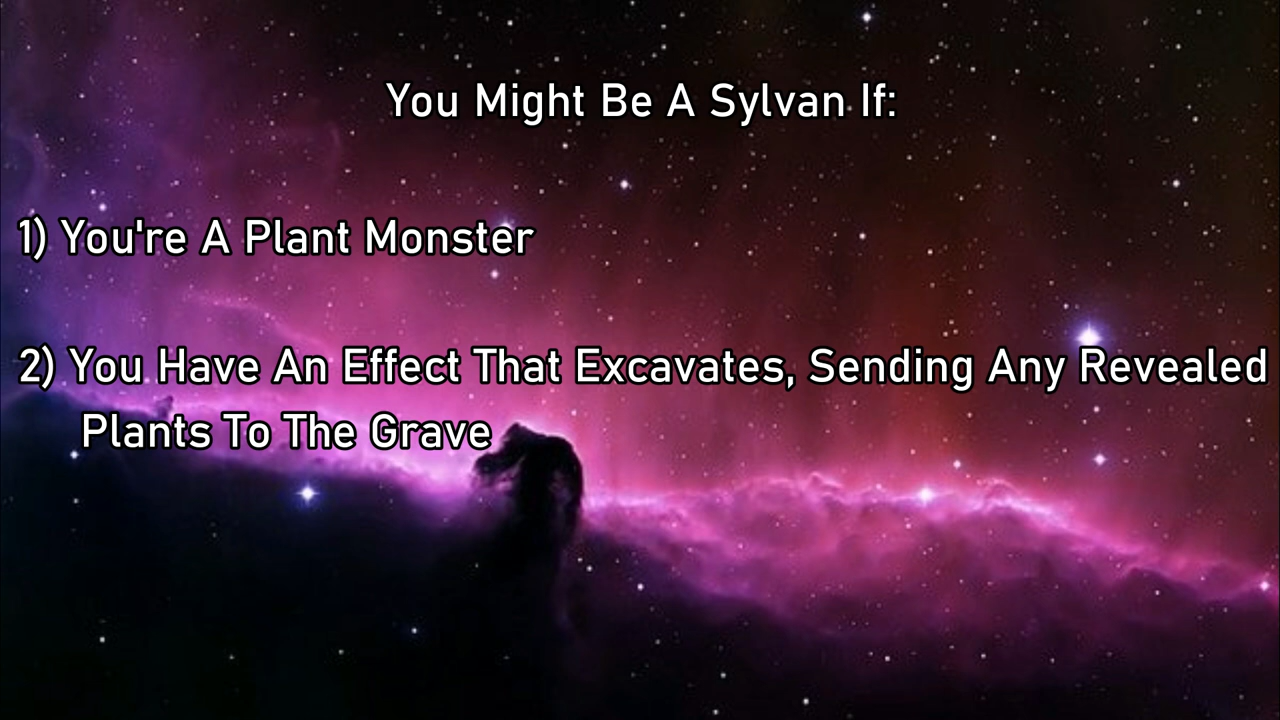 You Might Be A Sylvan If:
1) You're A Plant Monster
2) You Have An Effect That Excavates, Sending Any Revealed
Plants To The Grave